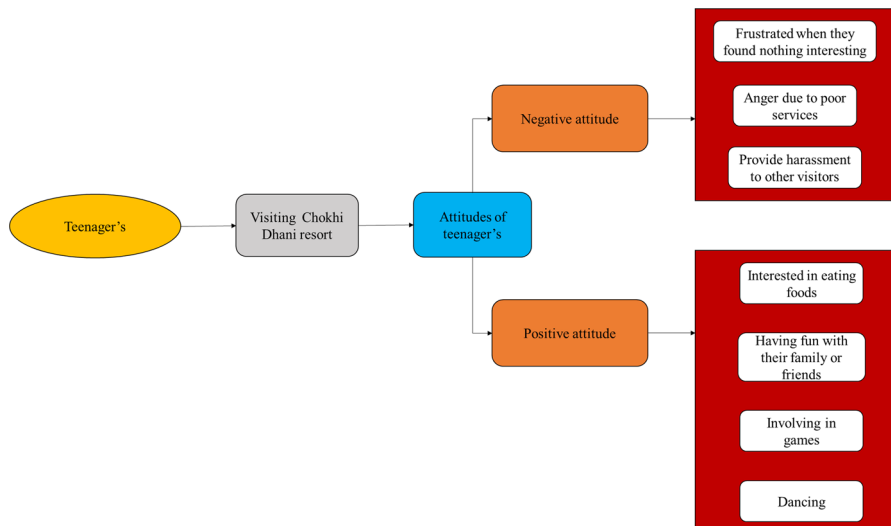 Teenager's
Visiting Chokhi
Dhani resort
Attitudes of
teenager's
Negative attitude
Frustrated when they
found nothing interesting
Anger due to poor
services
Provide harassment
to other visitors
Positive attitude
Interested in eating
foods
Having fun with
their family or
friends
Involving in
games
Dancing